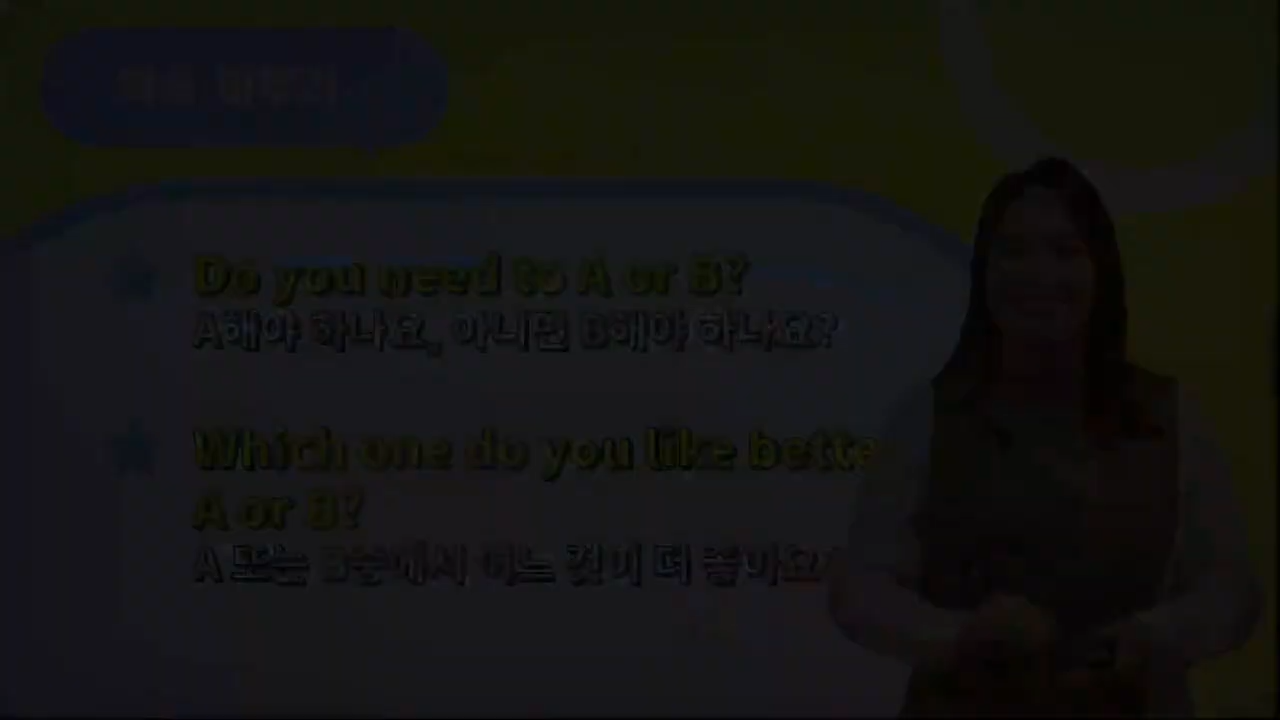 Do you need to A or B?
A해야 하나요, 아니면 B해야 하나요?
Which one do you like bette
A or B?
A 또는 B중에서 어느 것이 더 좋아요?